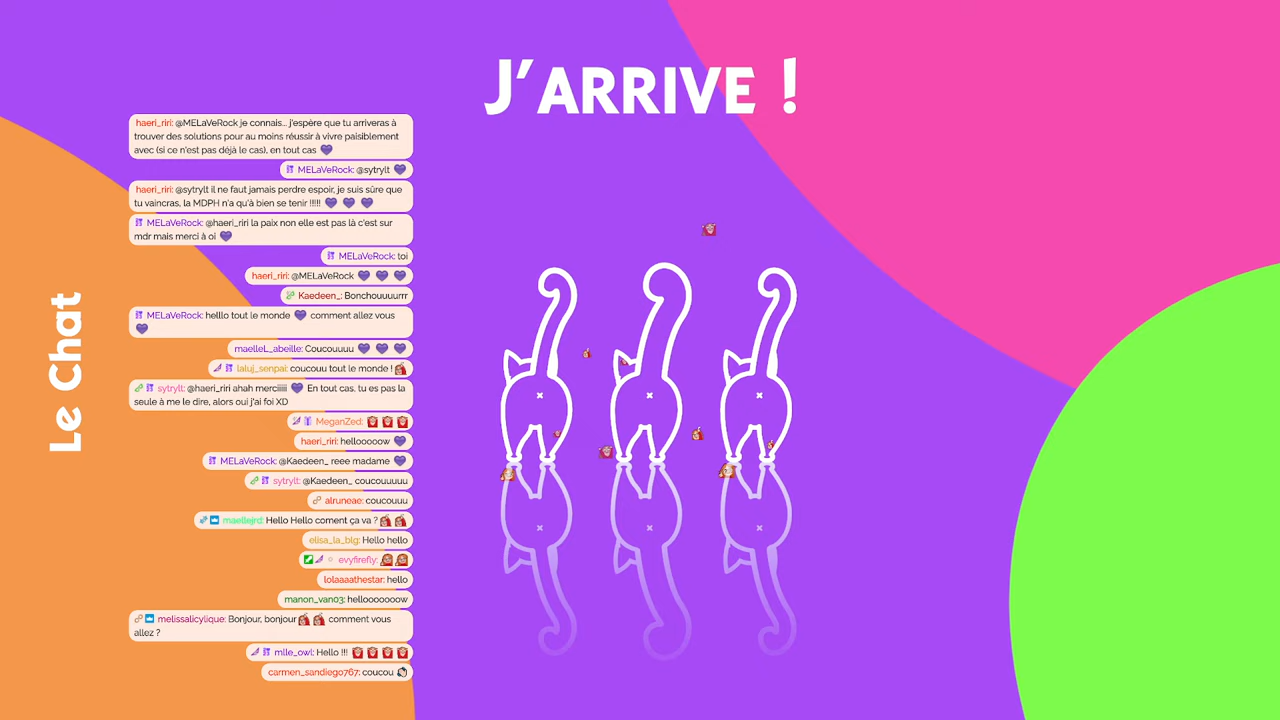 J'ARRIVE !
Le Chat
haeri_riri: @MELaVeRock je connais... j'espère que tu arriveras à
trouver des solutions pour au moins réussir à vivre paisiblement
avec (si ce n'est pas déjà le cas), en tout cas
MELaVeRock: @sytrylt
haeri_riri: @sytrylt il ne faut jamais perdre espoir, je suis sûre que
tu vaincras, la MDPH n'a qu'à bien se tenir !!!!!
MELaVeRock: @haeri_riri la paix non elle est pas là c'est sur
mdr mais merci à oi
MELaVeRock: toi
haeri_riri: @MELaVeRock
Kaedeen_: Bonchouuuurrr
MELaVeRock: helllo tout le monde comment allez vous
maelleL_abeille: Coucouuuu
laluj_senpai: coucouu tout le monde !
sytrylt: @haeri_riri ahah merciiiii En tout cas, tu es pas la
seule à me le dire, alors oui j'ai foi XD
MeganZed:
haeri_riri: hellooooow
MELaVeRock: @Kaedeen_ reee madame
sytrylt: @Kaedeen_ coucouuuuu
alruneae: coucouuu
maellejrd: Hello Hello coment ça va ?
elisa_la_blg: Hello hello
evyfirefly:
lolaaaathestar: hello
manon_van03: helloooooow
melissalicylique: Bonjour, bonjour comment vous
allez ?
mlle_owl: Hello !!!
carmen_sandiego767: coucou